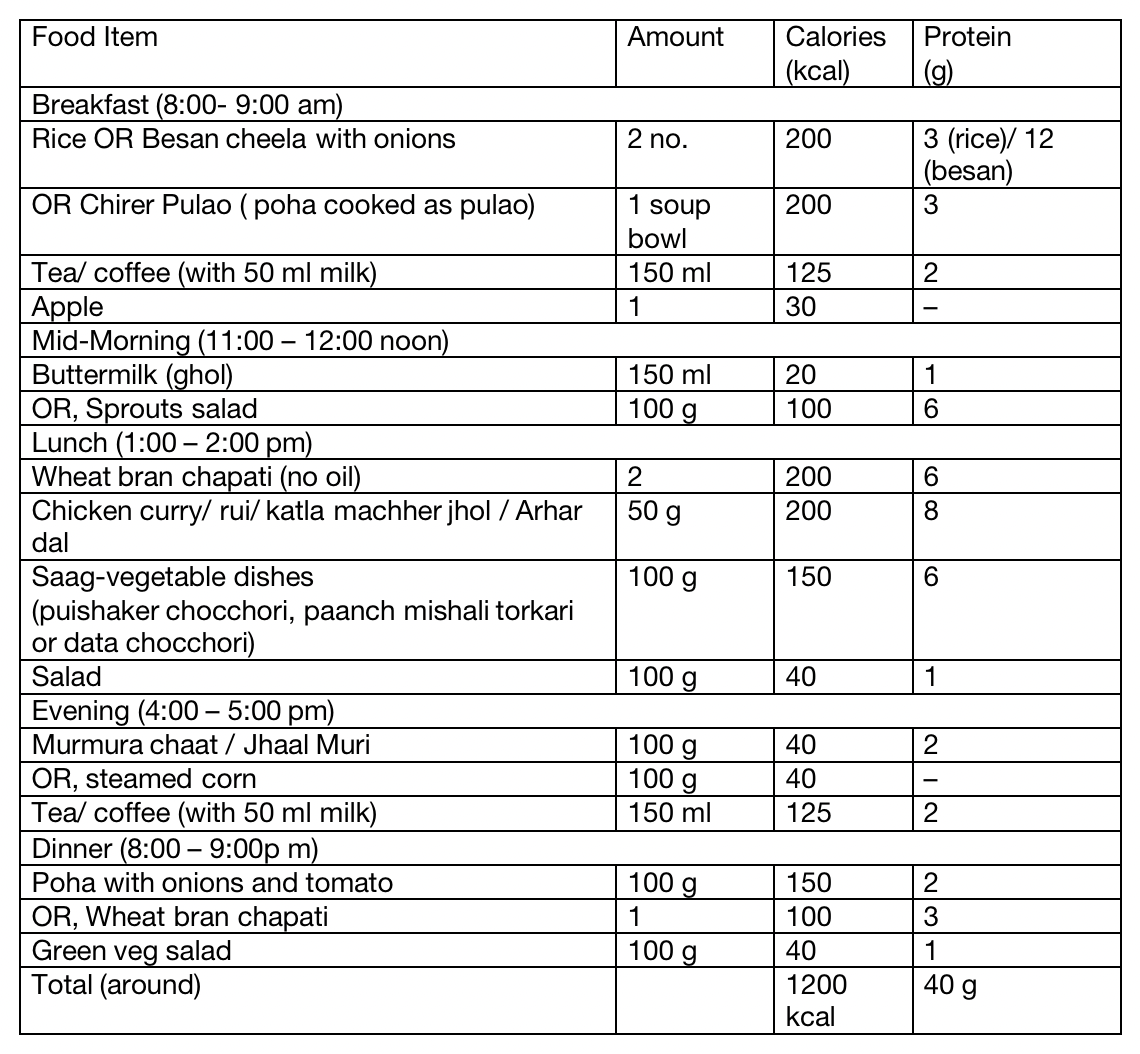 Food Item Amount Calories Protein
(kcal) (g)
Breakfast (8:00- 9:00 am)
Rice OR Besan cheela with onions 2 no. 200 3 (rice)/ 12
(besan)
OR Chirer Pulao ( poha cooked as pulao) 1 soup 200 3
bowl
Tea/ coffee (with 50 ml milk) 150 ml 125 2
Apple 1 30 –
Mid-Morning (11:00 – 12:00 noon)
Buttermilk (ghol) 150 ml 20 1
OR, Sprouts salad 100 g 100 6
Lunch (1:00 – 2:00 pm)
Wheat bran chapati (no oil) 2 200 6
Chicken curry/ rui/ katla machher jhol / Arhar 50 g 200 8
dal
Saag-vegetable dishes 100 g 150 6
(puishaker chocchori, paanch mishali torkari
or data chocchori)
Salad 100 g 40 1
Evening (4:00 – 5:00 pm)
Murmura chaat / Jhaal Muri 100 g 40 2
OR, steamed corn 100 g 40 –
Tea/ coffee (with 50 ml milk) 150 ml 125 2
Dinner (8:00 – 9:00p m)
Poha with onions and tomato 100 g 150 2
OR, Wheat bran chapati 1 100 3
Green veg salad 100 g 40 1
Total (around) 1200 40 g
kcal